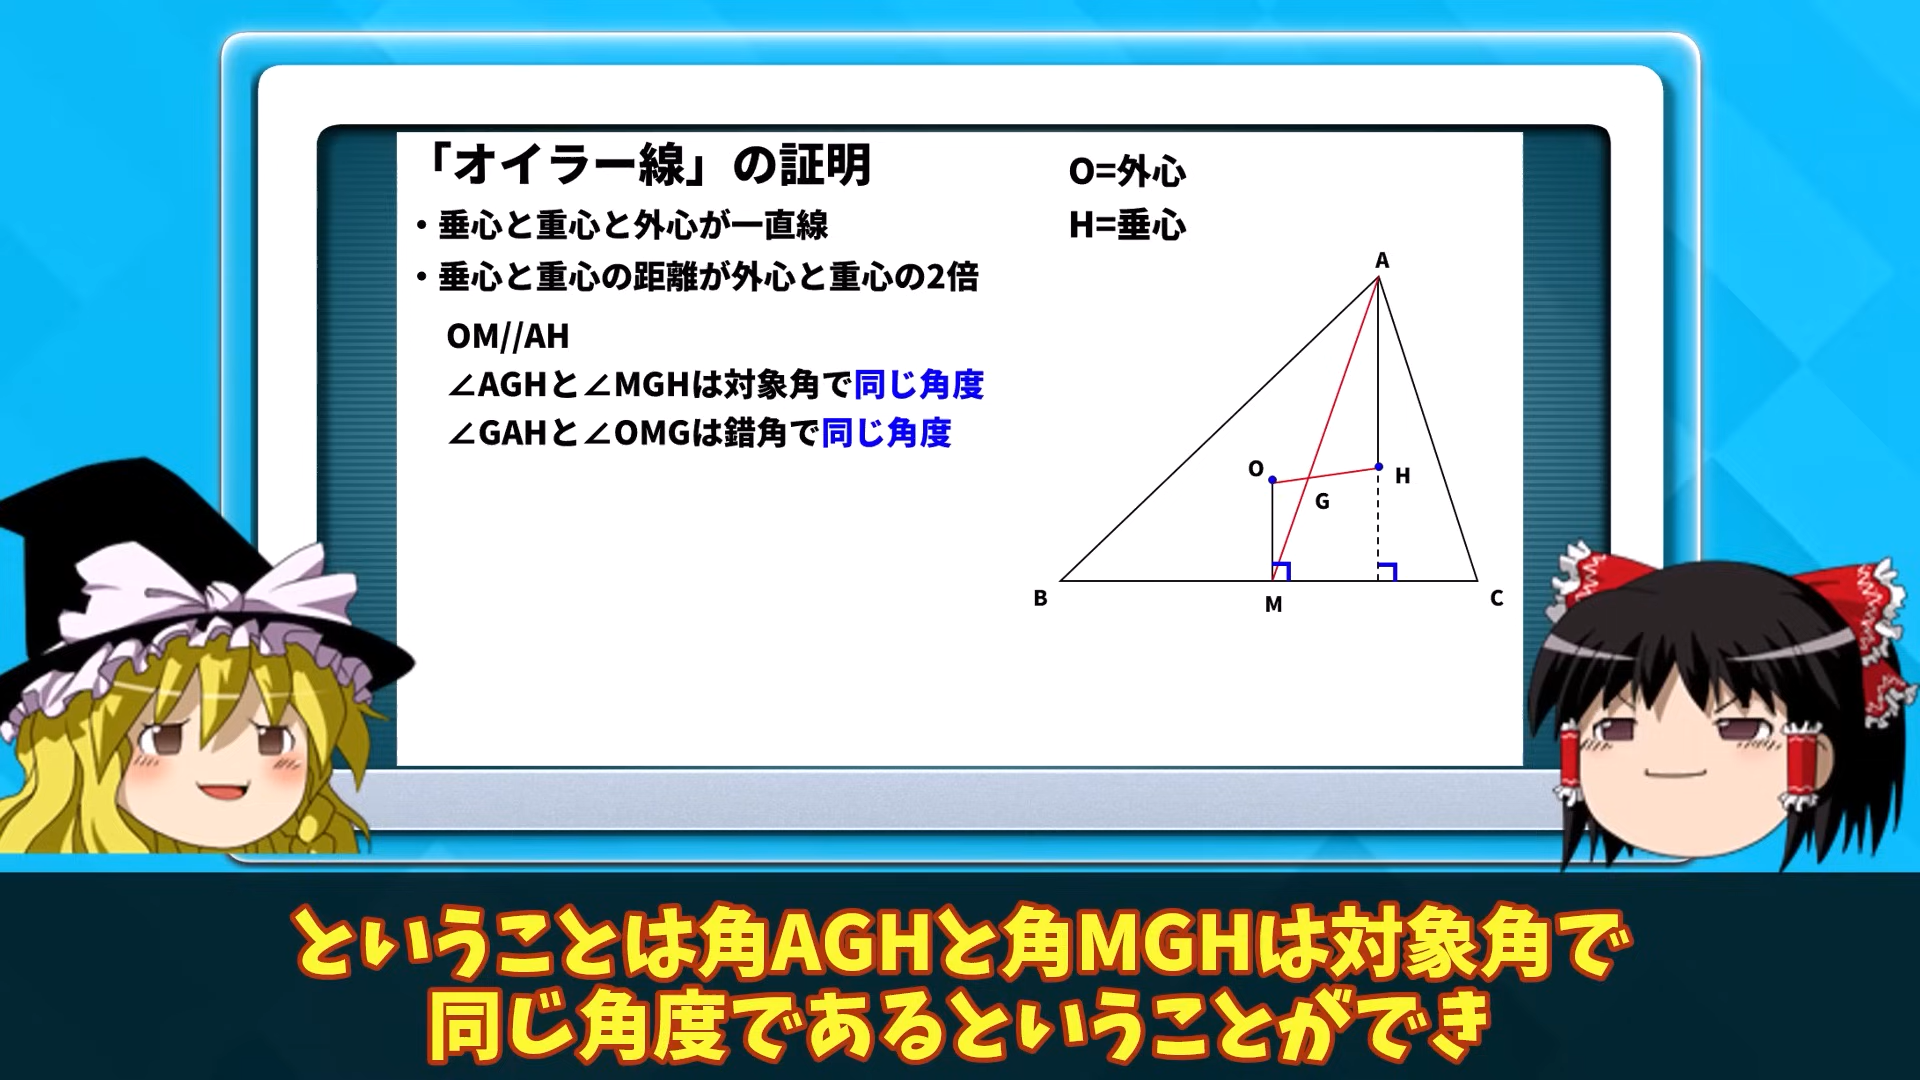 「オイラー線」の証明
・垂心と重心と外心が一直線
・垂心と重心の距離が外心と重心の2倍
OM//AH
∠AGHと∠MGHは対象角で同じ角度
∠GAHと∠OMGは錯角で同じ角度
O=外心
H=垂心
A
O
H
G
B
M
C
ということは角AGHと角MGHは対象角で
同じ角度であるということができ